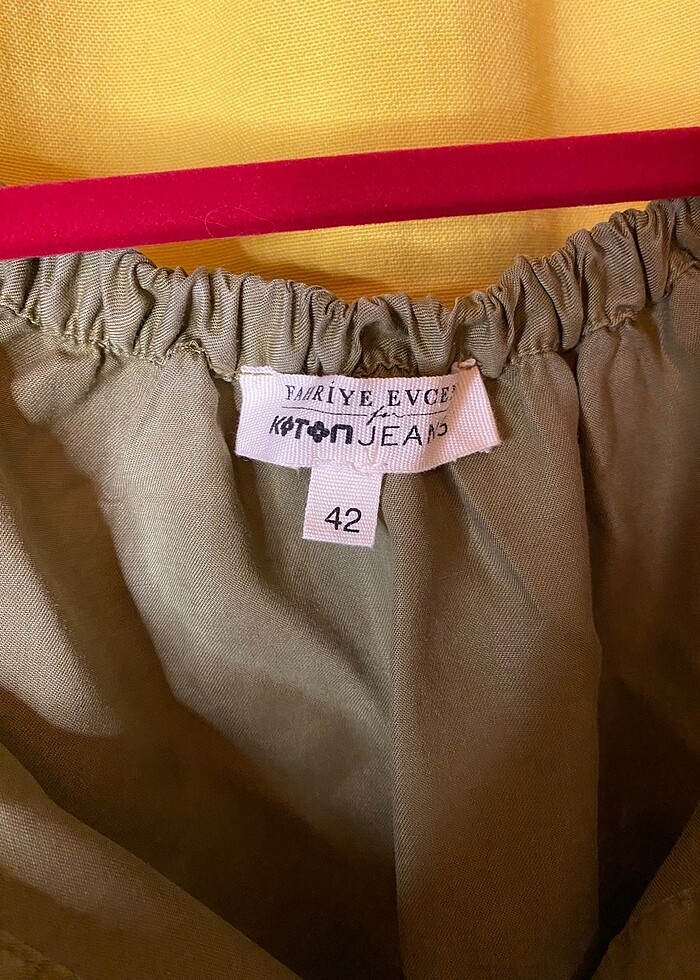 FAHRİYE EVCEN
for
KOTON JEANS
42